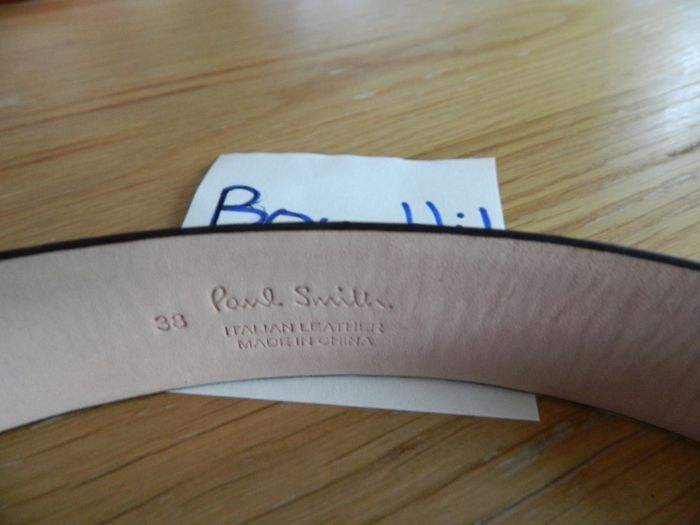 38 Paul Smith.
ITALIAN LEATHER
MADE IN CHINA